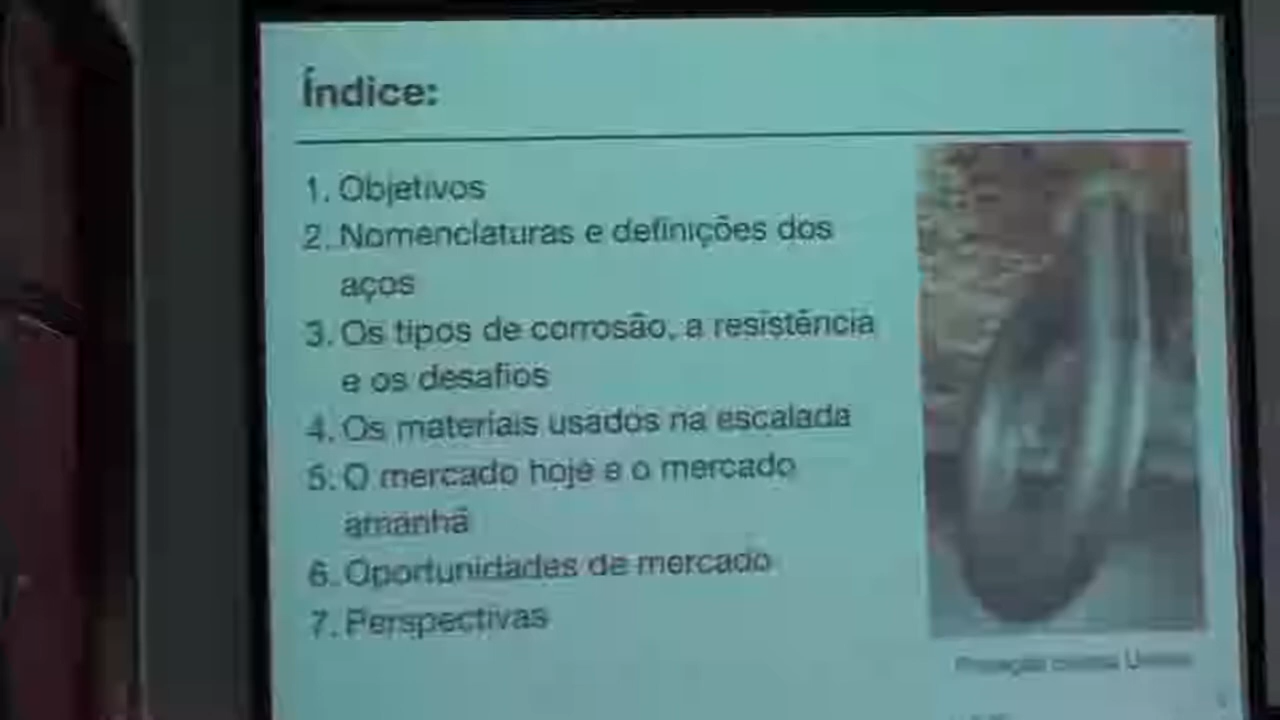 Índice:
1. Objetivos
2. Nomenclaturas e definições dos
aços
3. Os tipos de corrosão, a resistência
e os desafios
4. Os materiais usados na escalada
5. O mercado hoje e o mercado
amanhã
6. Oportunidades de mercado
7. Perspectivas